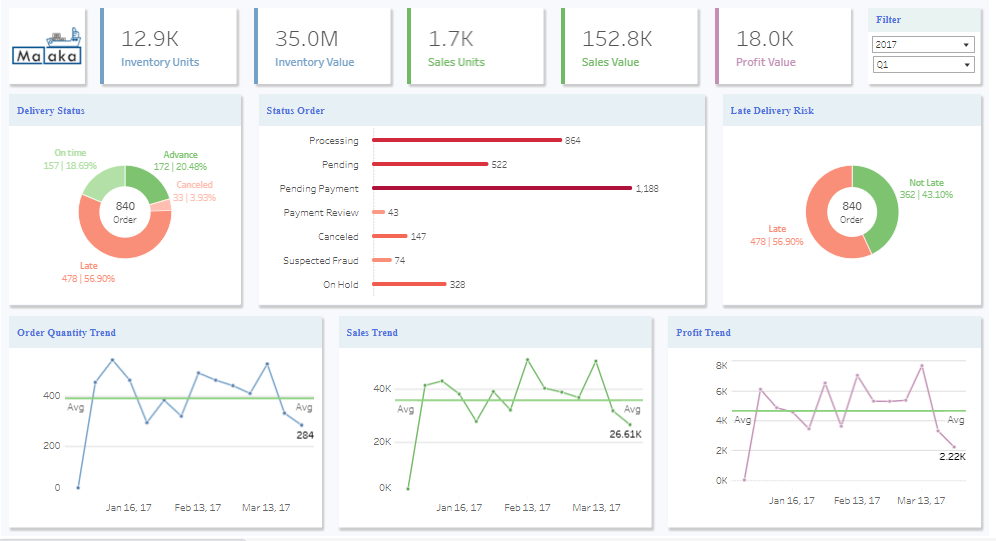 Malaka
12.9K
Inventory Units
35.0M
Inventory Value
1.7K
Sales Units
152.8K
Sales Value
18.0K
Profit Value
Filter
2017
Q1
Delivery Status
On time
157 | 18.69%
Advance
172 | 20.48%
Canceled
33 | 3.93%
840
Order
Late
478 | 56.90%
Status Order
Processing 864
Pending 522
Pending Payment 1,188
Payment Review 43
Canceled 147
Suspected Fraud 74
On Hold 328
Late Delivery Risk
Not Late
362 | 43.10%
840
Order
Late
478 | 56.90%
Order Quantity Trend
400
200
0
Avg
Avg
284
Jan 16, 17 Feb 13, 17 Mar 13, 17
Sales Trend
40K
20K
0K
Avg
Avg
26.61K
Jan 16, 17 Feb 13, 17 Mar 13, 17
Profit Trend
8K
6K
4K
2K
0K
Avg
Avg
2.22K
Jan 16, 17 Feb 13, 17 Mar 13, 17